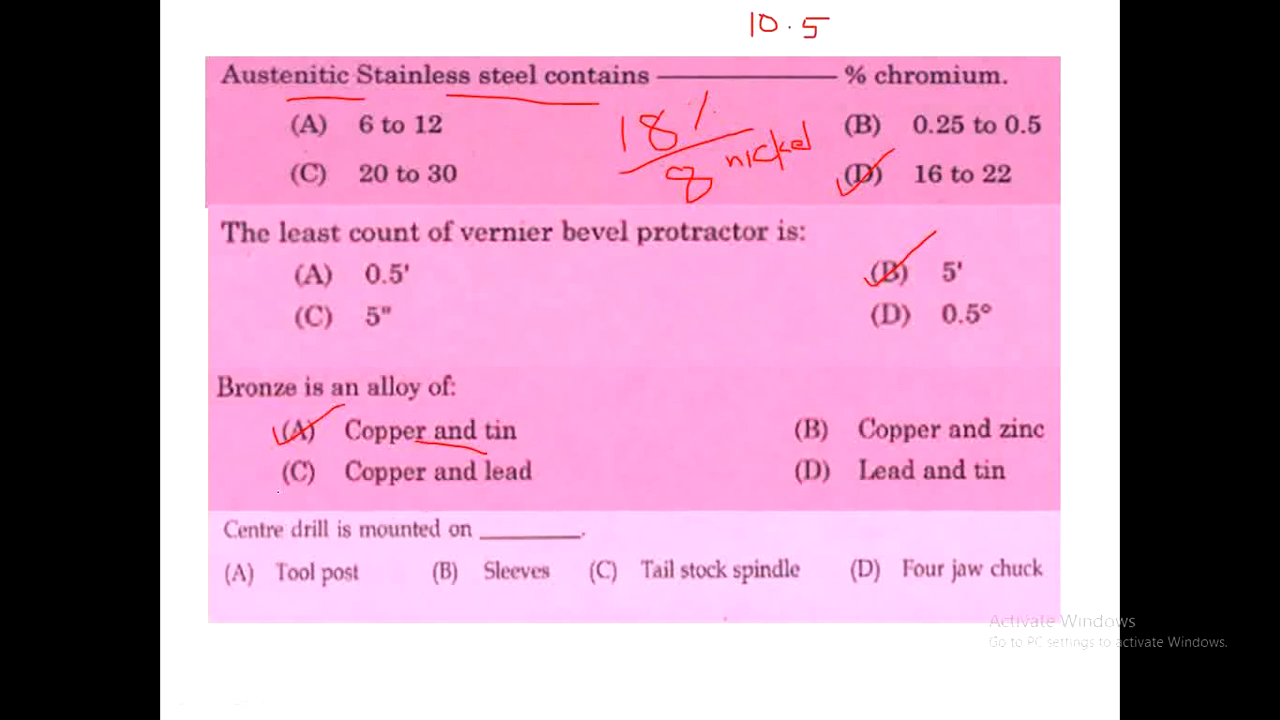 10.5
Austenitic Stainless steel contains ____________ % chromium.
(A) 6 to 12 (B) 0.25 to 0.5
18%
8 nickel
(C) 20 to 30 (D) 16 to 22
The least count of vernier bevel protractor is:
(A) 0.5' (B) 5'
(C) 5" (D) 0.5°
Bronze is an alloy of:
(A) Copper and tin (B) Copper and zinc
(C) Copper and lead (D) Lead and tin
Centre drill is mounted on ________.
(A) Tool post (B) Sleeves (C) Tail stock spindle (D) Four jaw chuck
Activate Windows
Go to PC settings to activate Windows.